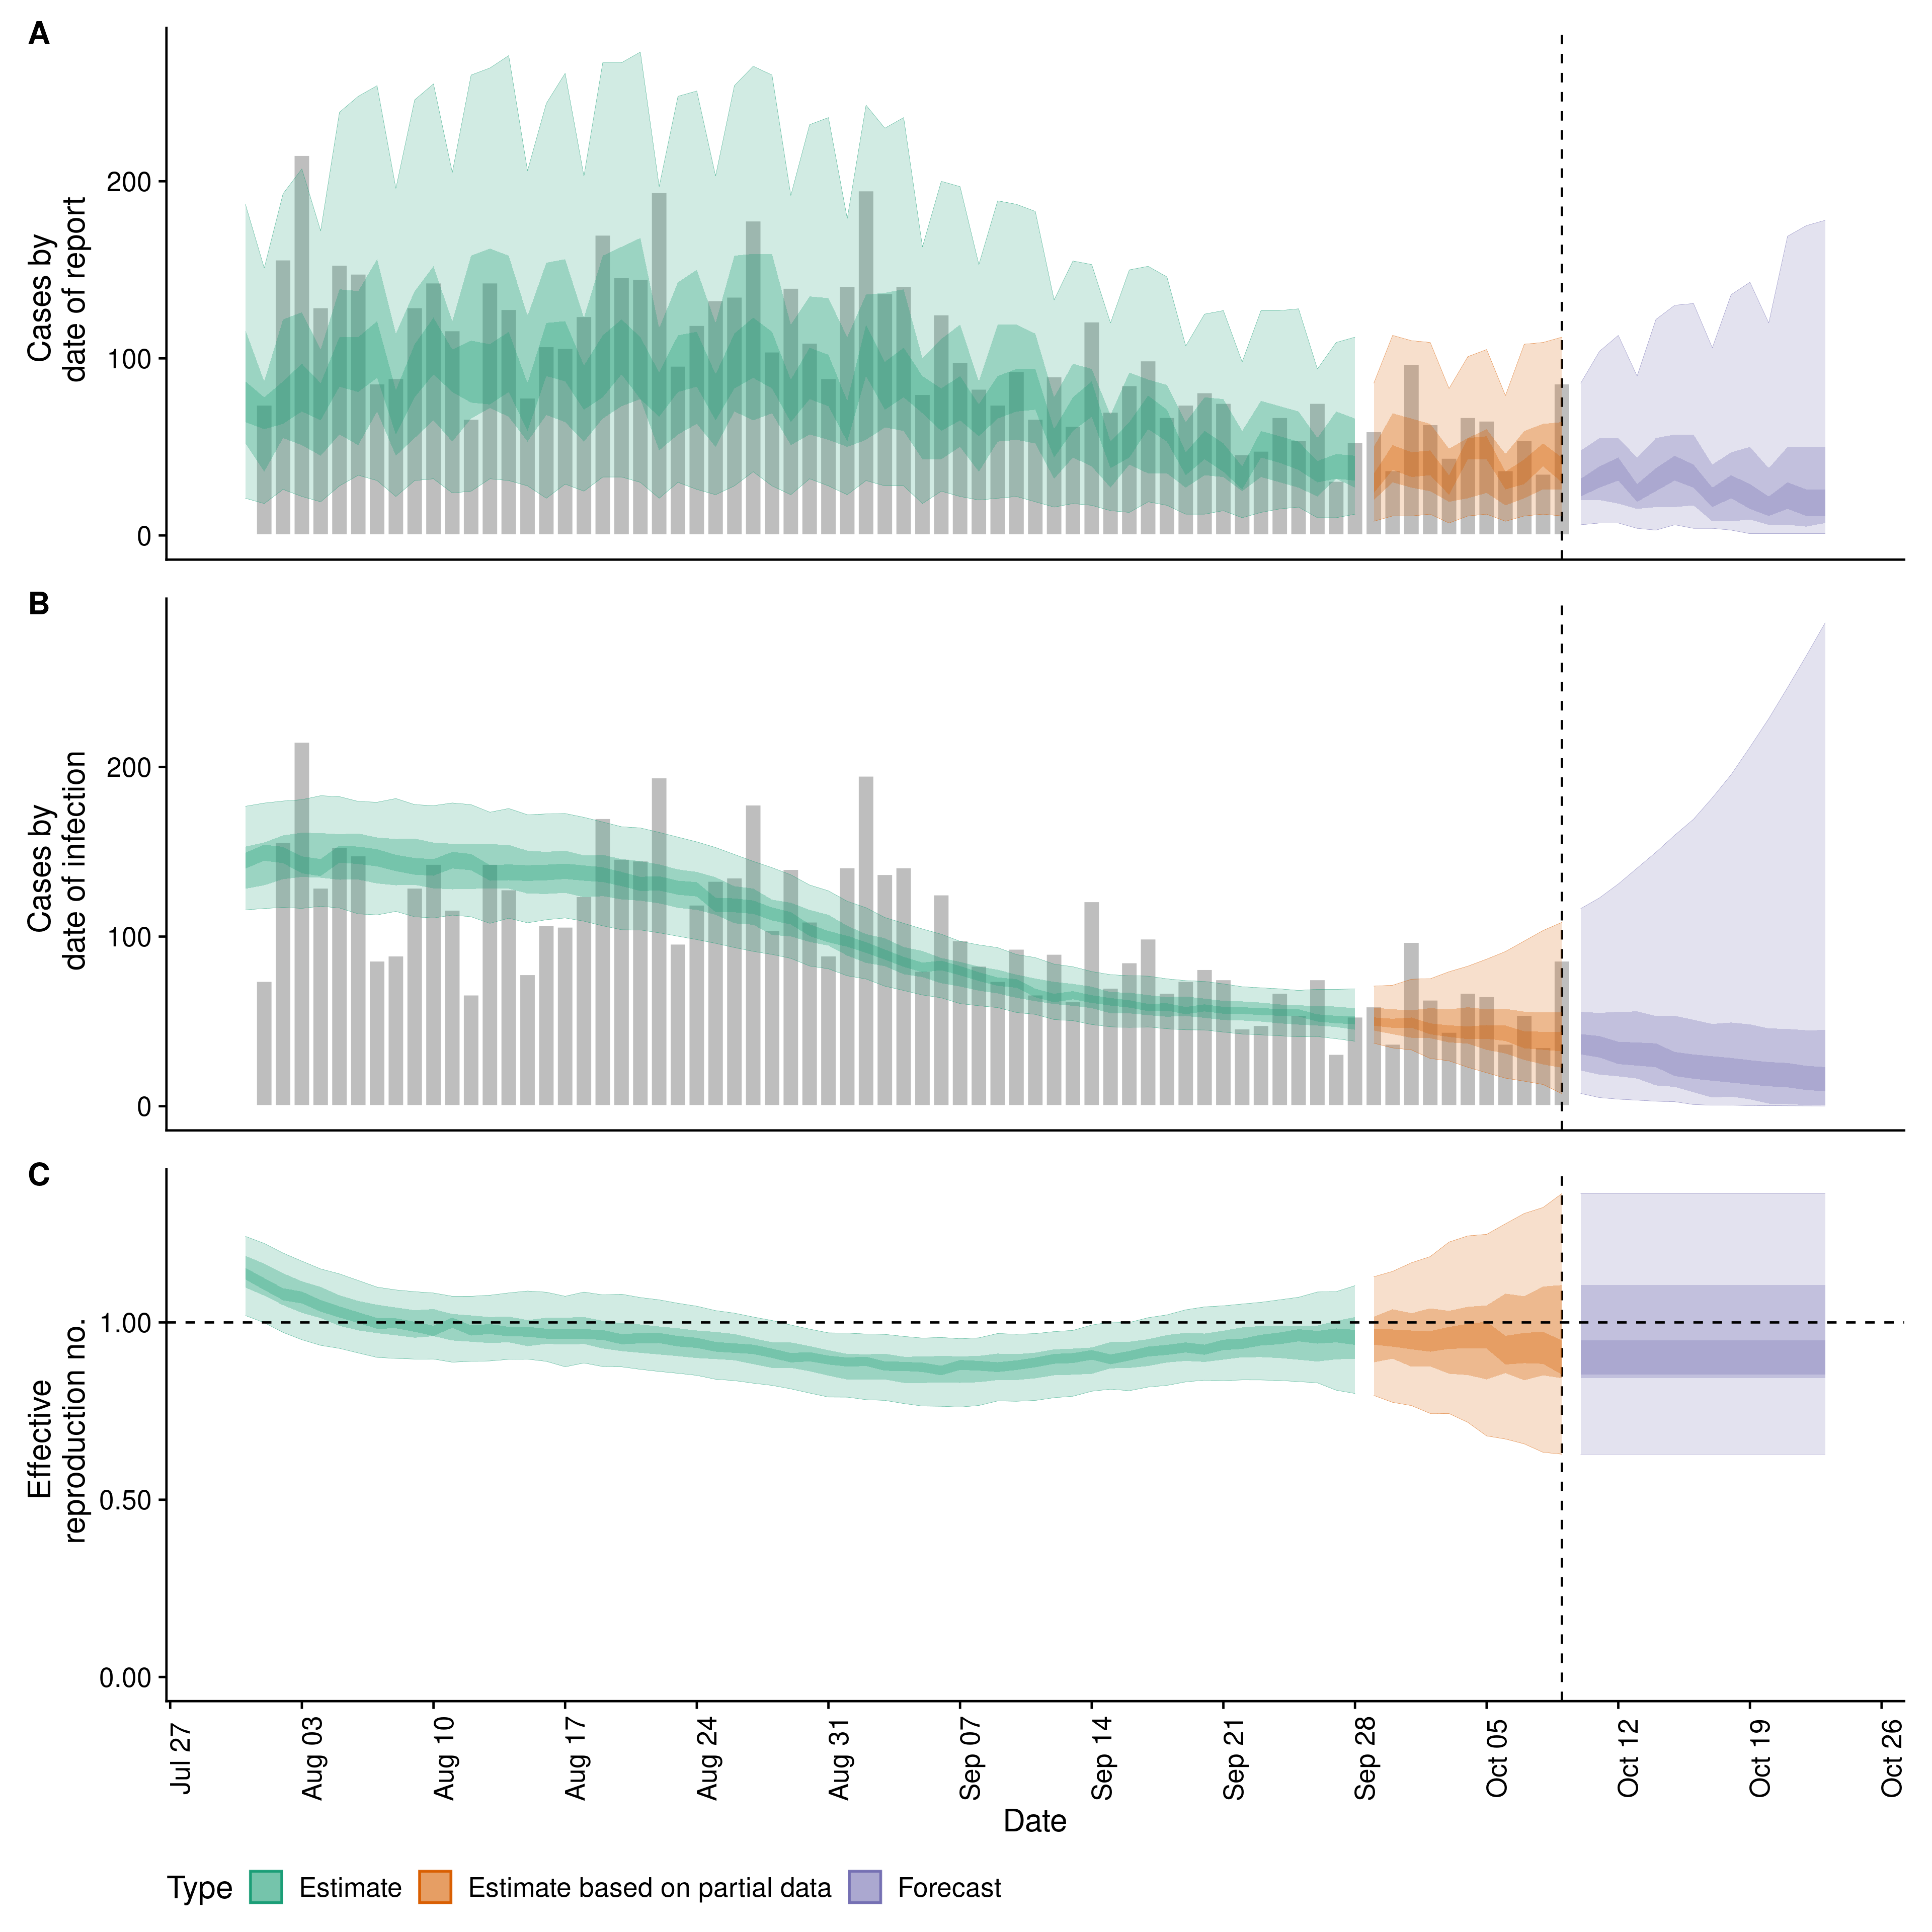 A
Cases by
date of report
200
100
0
B
Cases by
date of infection
200
100
0
C
Effective
reproduction no.
1.00
0.50
0.00
Jul 27
Aug 03
Aug 10
Aug 17
Aug 24
Aug 31
Sep 07
Sep 14
Sep 21
Sep 28
Oct 05
Oct 12
Oct 19
Oct 26
Date
Type Estimate Estimate based on partial data Forecast